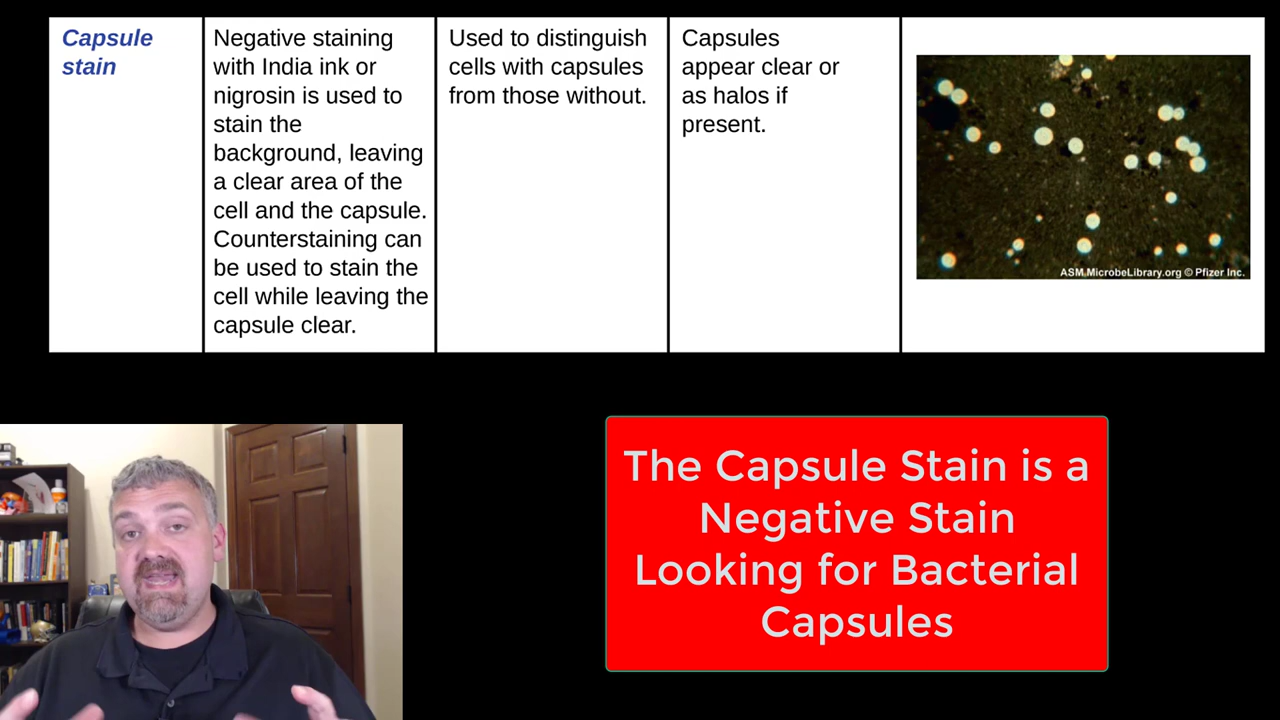 Capsule
stain
Negative staining
with India ink or
nigrosin is used to
stain the
background, leaving
a clear area of the
cell and the capsule.
Counterstaining can
be used to stain the
cell while leaving the
capsule clear.
Used to distinguish
cells with capsules
from those without.
Capsules
appear clear or
as halos if
present.
ASM MicrobeLibrary.org © Pfizer Inc.
The Capsule Stain is a
Negative Stain
Looking for Bacterial
Capsules